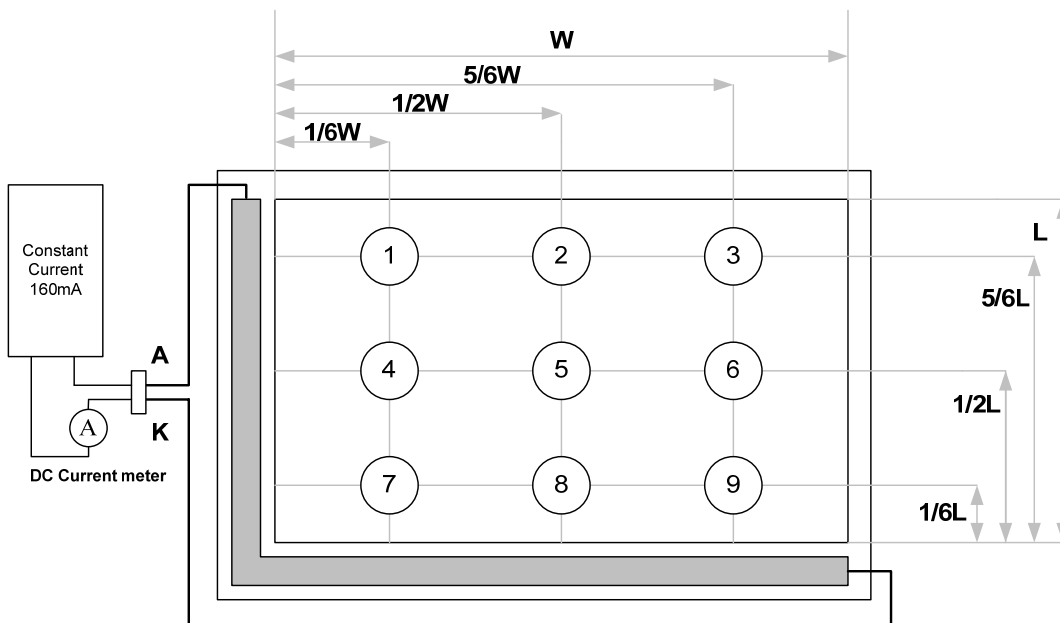 W
5/6W
1/2W
1/6W
Constant
Current
160mA
A
K
A
DC Current meter
1
2
3
4
5
6
7
8
9
L
5/6L
1/2L
1/6L